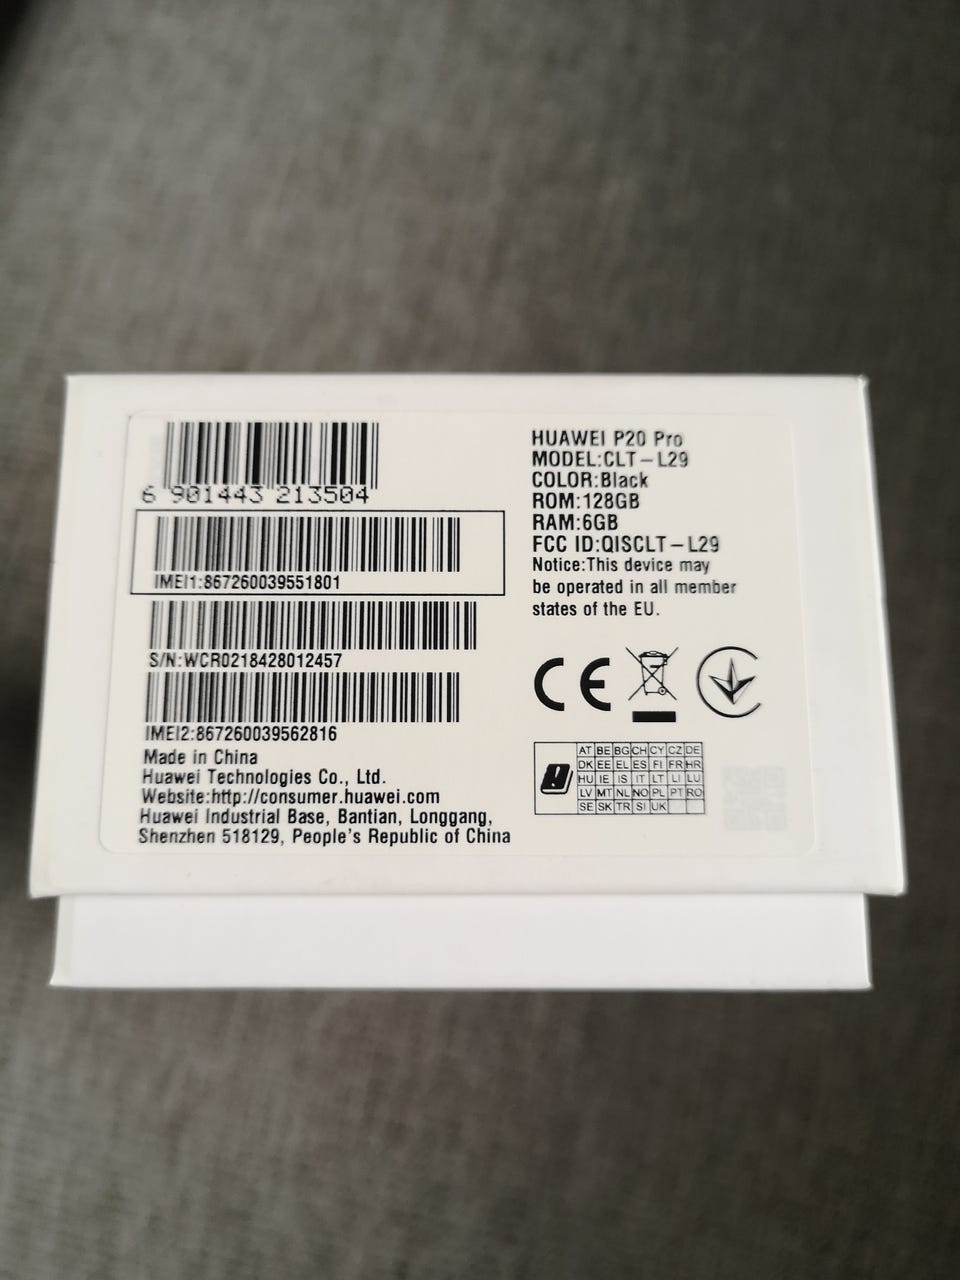 6 901443 213504
IMEI1:867260039551801
S/N:WCR0218428012457
IMEI2:867260039562816
Made in China
Huawei Technologies Co., Ltd.
Website:http://consumer.huawei.com
Huawei Industrial Base, Bantian, Longgang,
Shenzhen 518129, People's Republic of China
HUAWEI P20 Pro
MODEL:CLT-L29
COLOR:Black
ROM:128GB
RAM:6GB
FCC ID:QISCLT-L29
Notice:This device may
be operated in all member
states of the EU.
CE
AT BE BG CH CY CZ DE
DK EE EL ES FI FR HR
HU IE IS IT LT LI LU
LV MT NL NO PL PT RO
SE SK TR SI UK